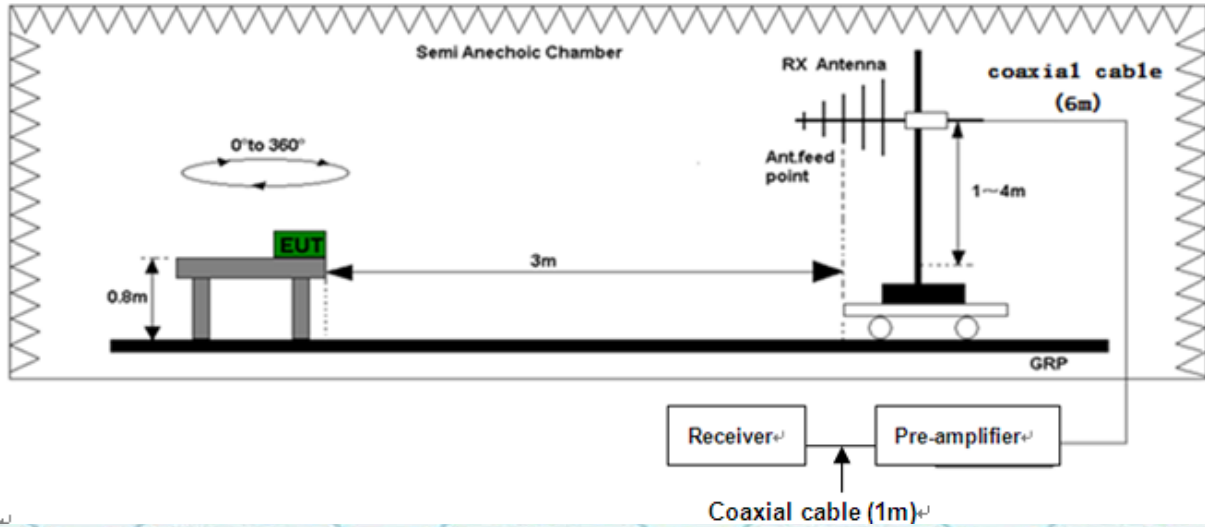 Semi Anechoic Chamber
RX Antenna
coaxial cable
(6m)
0°to 360°
Ant.feed
point
1～4m
EUT
3m
0.8m
GRP
Receiver↵
Pre-amplifier↵
Coaxial cable (1m)↵
↵